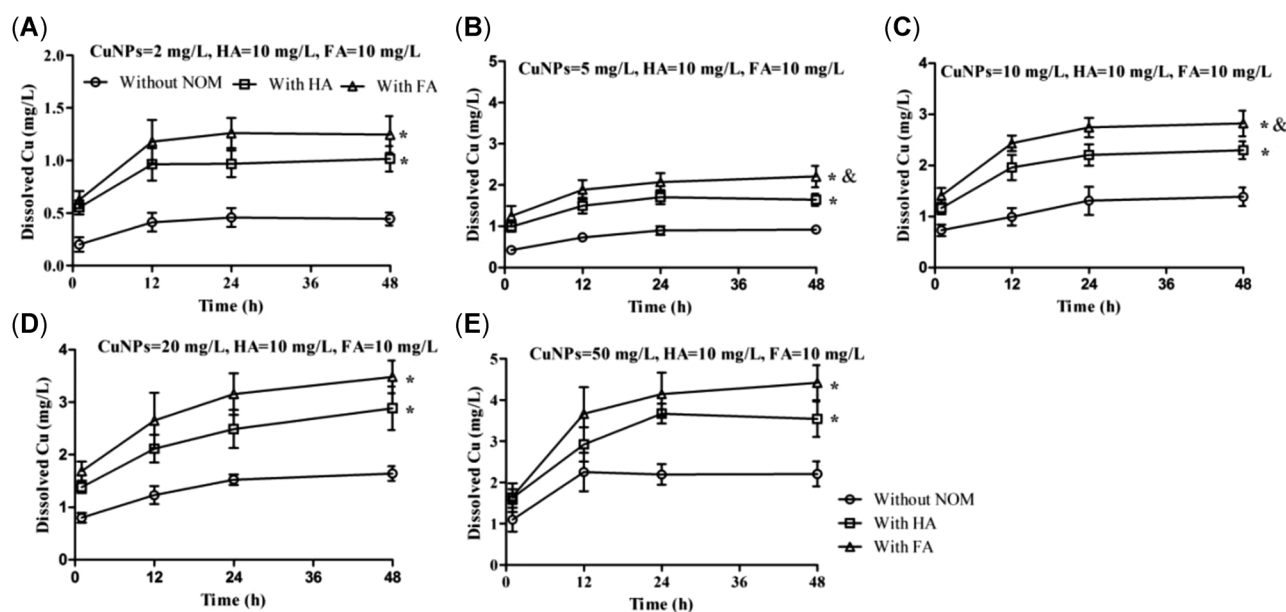 (A)
CuNPs=2 mg/L, HA=10 mg/L, FA=10 mg/L
Without NOM With HA With FA
Dissolved Cu (mg/L)
2.0
1.5
1.0
0.5
0.0
* 
*
0 12 24 36 48
Time (h)
(B)
CuNPs=5 mg/L, HA=10 mg/L, FA=10 mg/L
Dissolved Cu (mg/L)
5
4
3
2
1
0
* &
*
0 12 24 36 48
Time (h)
(C)
CuNPs=10 mg/L, HA=10 mg/L, FA=10 mg/L
Dissolved Cu (mg/L)
4
3
2
1
0
* &
*
0 12 24 36 48
Time (h)
(D)
CuNPs=20 mg/L, HA=10 mg/L, FA=10 mg/L
Dissolved Cu (mg/L)
4
3
2
1
0
*
*
0 12 24 36 48
Time (h)
(E)
CuNPs=50 mg/L, HA=10 mg/L, FA=10 mg/L
Dissolved Cu (mg/L)
5
4
3
2
1
0
*
*
0 12 24 36 48
Time (h)
Without NOM
With HA
With FA